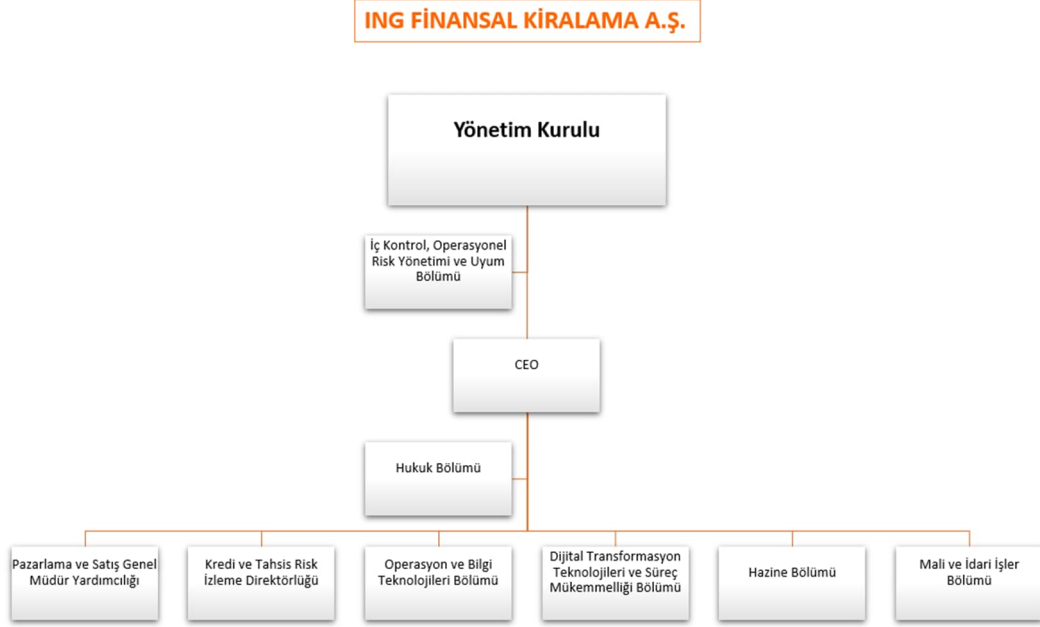 ING FİNANSAL KİRALAMA A.Ş.
Yönetim Kurulu
İç Kontrol, Operasyonel
Risk Yönetimi ve Uyum
Bölümü
CEO
Hukuk Bölümü
Pazarlama ve Satış Genel
Müdür Yardımcılığı
Kredi ve Tahsis Risk
İzleme Direktörlüğü
Operasyon ve Bilgi
Teknolojileri Bölümü
Dijital Transformasyon
Teknolojileri ve Süreç
Mükemmelliği Bölümü
Hazine Bölümü
Mali ve İdari İşler
Bölümü